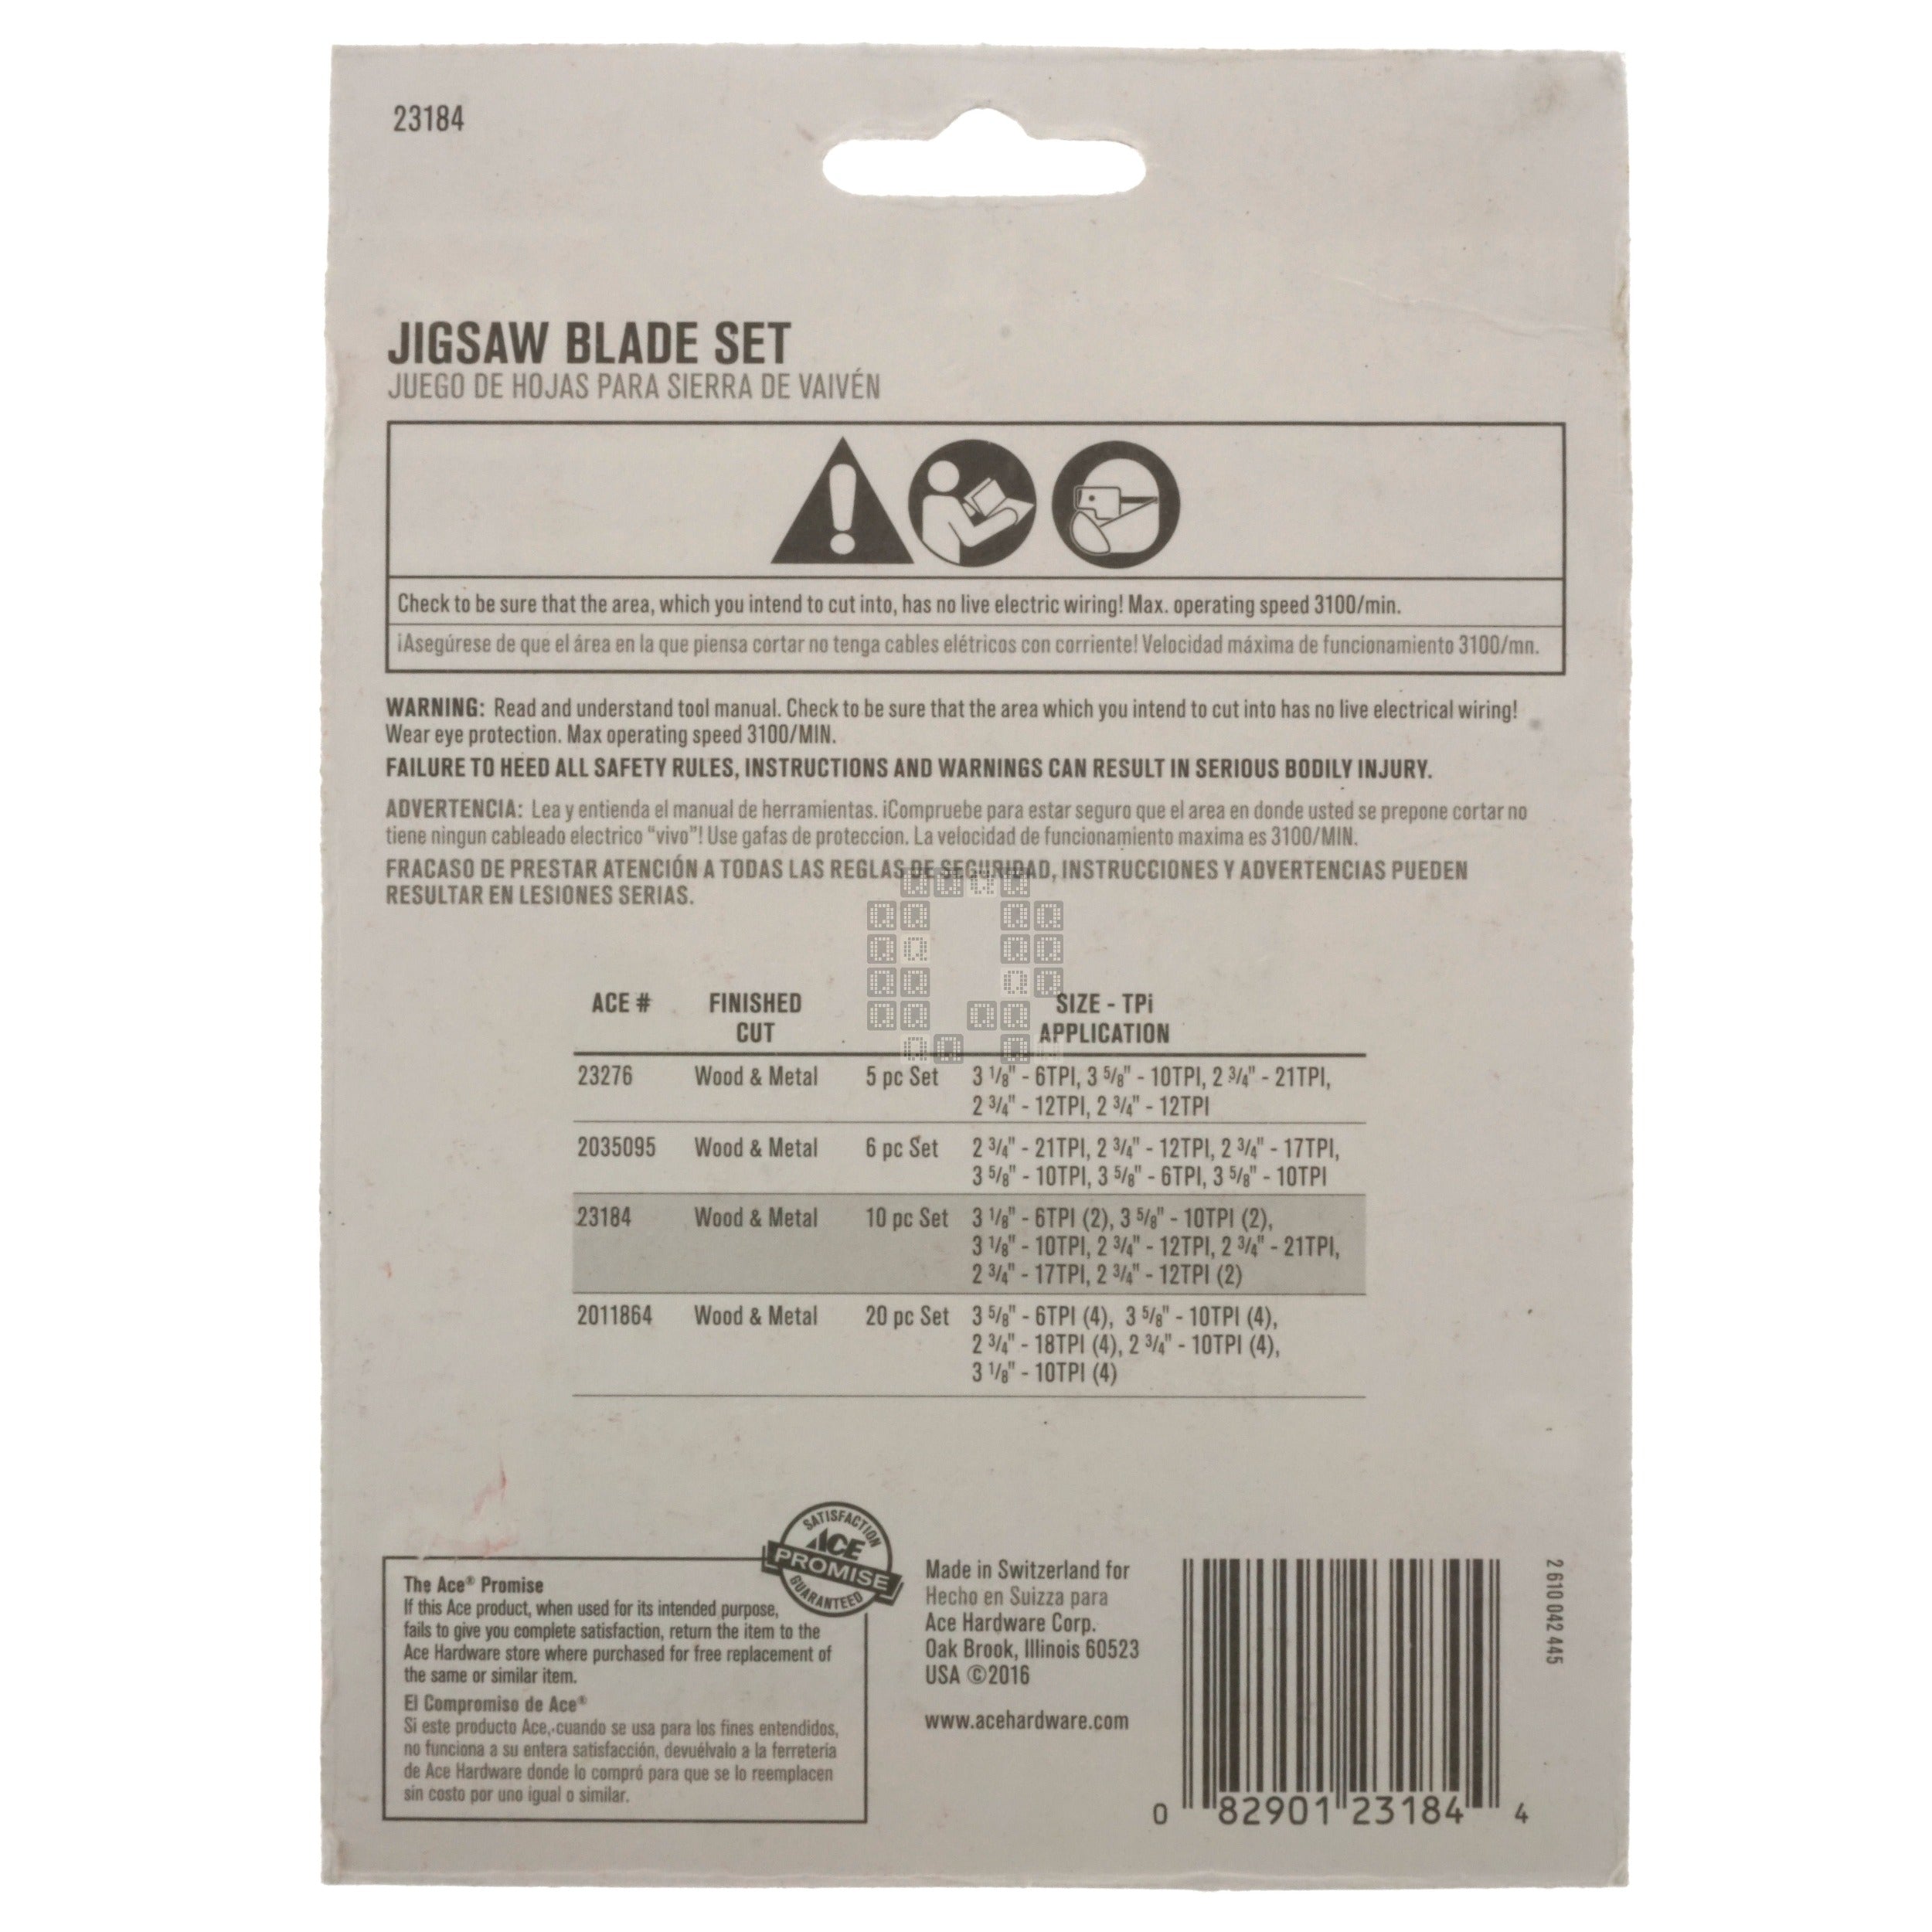 23184
JIGSAW BLADE SET
JUEGO DE HOJAS PARA SIERRA DE VAIVÉN
Check to be sure that the area, which you intend to cut into, has no live electric wiring! Max. operating speed 3100/min.
¡Asegúrese de que el área en la que piensa cortar no tenga cables elétricos con corriente! Velocidad máxima de funcionamiento 3100/mn.
WARNING: Read and understand tool manual. Check to be sure that the area which you intend to cut into has no live electrical wiring!
Wear eye protection. Max operating speed 3100/MIN.
FAILURE TO HEED ALL SAFETY RULES, INSTRUCTIONS AND WARNINGS CAN RESULT IN SERIOUS BODILY INJURY.
ADVERTENCIA: Lea y entienda el manual de herramientas. ¡Compruebe para estar seguro que el area en donde usted se prepone cortar no
tiene ningun cableado electrico "vivo"! Use gafas de proteccion. La velocidad de funcionamiento maxima es 3100/MIN.
FRACASO DE PRESTAR ATENCIÓN A TODAS LAS REGLAS DE SEGURIDAD, INSTRUCCIONES Y ADVERTENCIAS PUEDEN
RESULTAR EN LESIONES SERIAS.
ACE # FINISHED SIZE - TPi
CUT APPLICATION
23276 Wood & Metal 5 pc Set 3 1/8" - 6TPI, 3 5/8" - 10TPI, 2 3/4" - 21TPI,
2 3/4" - 12TPI, 2 3/4" - 12TPI
2035095 Wood & Metal 6 pc Set 2 3/4" - 21TPI, 2 3/4" - 12TPI, 2 3/4" - 17TPI,
3 5/8" - 10TPI, 3 5/8" - 6TPI, 3 5/8" - 10TPI
23184 Wood & Metal 10 pc Set 3 1/8" - 6TPI (2), 3 5/8" - 10TPI (2),
3 1/8" - 10TPI, 2 3/4" - 12TPI, 2 3/4" - 21TPI,
2 3/4" - 17TPI, 2 3/4" - 12TPI (2)
2011864 Wood & Metal 20 pc Set 3 5/8" - 6TPI (4), 3 5/8" - 10TPI (4),
2 3/4" - 18TPI (4), 2 3/4" - 10TPI (4),
3 1/8" - 10TPI (4)
SATISFACTION
ACE
PROMISE
GUARANTEED
The Ace® Promise
If this Ace product, when used for its intended purpose,
fails to give you complete satisfaction, return the item to the
Ace Hardware store where purchased for free replacement of
the same or similar item.
El Compromiso de Ace®
Si este producto Ace, cuando se usa para los fines entendidos,
no funciona a su entera satisfacción, devuélvalo a la ferreteria
de Ace Hardware donde lo compró para que se lo reemplacen
sin costo por uno igual o similar.
Made in Switzerland for
Hecho en Suizza para
Ace Hardware Corp.
Oak Brook, Illinois 60523
USA ©2016
www.acehardware.com
0 82901 23184 4
2 610 042 445